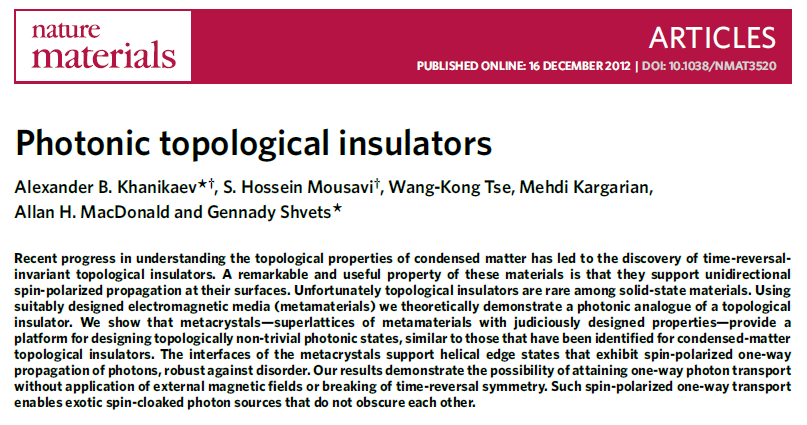 nature
materials
ARTICLES
PUBLISHED ONLINE: 16 DECEMBER 2012 | DOI: 10.1038/NMAT3520
Photonic topological insulators
Alexander B. Khanikaev★†, S. Hossein Mousavi†, Wang-Kong Tse, Mehdi Kargarian,
Allan H. MacDonald and Gennady Shvets★
Recent progress in understanding the topological properties of condensed matter has led to the discovery of time-reversal-
invariant topological insulators. A remarkable and useful property of these materials is that they support unidirectional
spin-polarized propagation at their surfaces. Unfortunately topological insulators are rare among solid-state materials. Using
suitably designed electromagnetic media (metamaterials) we theoretically demonstrate a photonic analogue of a topological
insulator. We show that metacrystals—superlattices of metamaterials with judiciously designed properties—provide a
platform for designing topologically non-trivial photonic states, similar to those that have been identified for condensed-matter
topological insulators. The interfaces of the metacrystals support helical edge states that exhibit spin-polarized one-way
propagation of photons, robust against disorder. Our results demonstrate the possibility of attaining one-way photon transport
without application of external magnetic fields or breaking of time-reversal symmetry. Such spin-polarized one-way transport
enables exotic spin-cloaked photon sources that do not obscure each other.